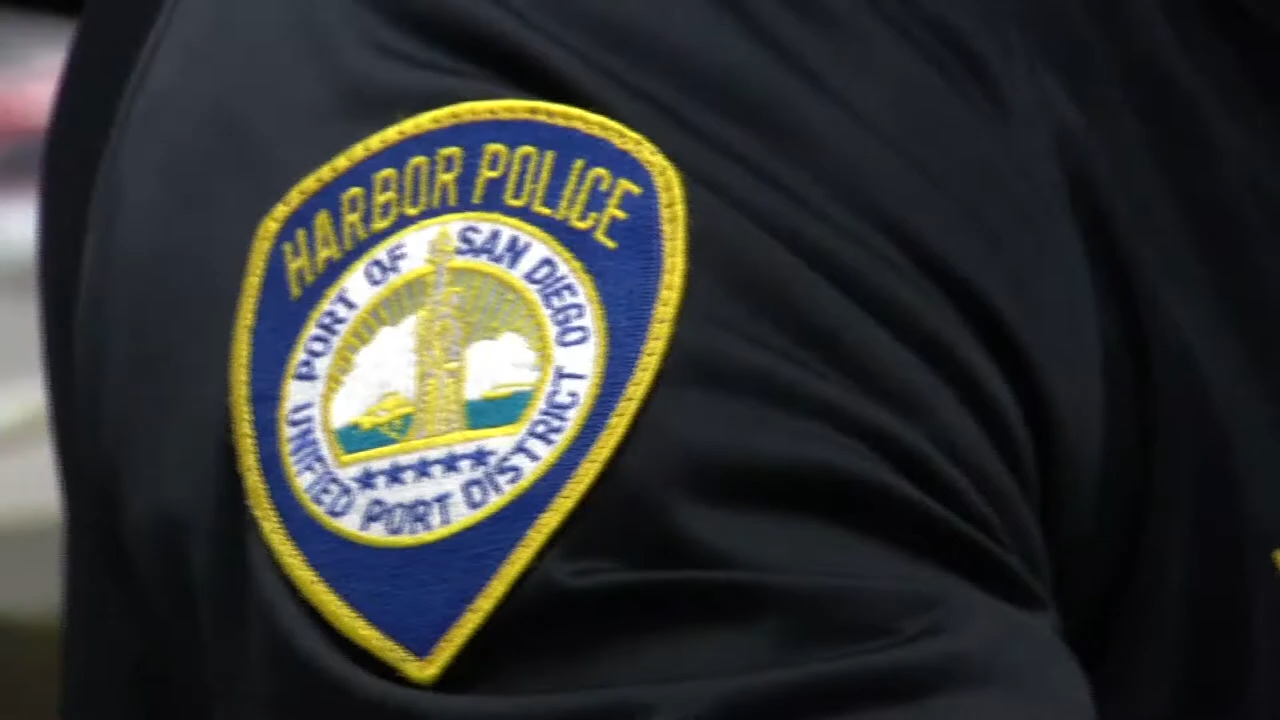 HARBOR POLICE
PORT OF SAN DIEGO
UNIFIED PORT DISTRICT